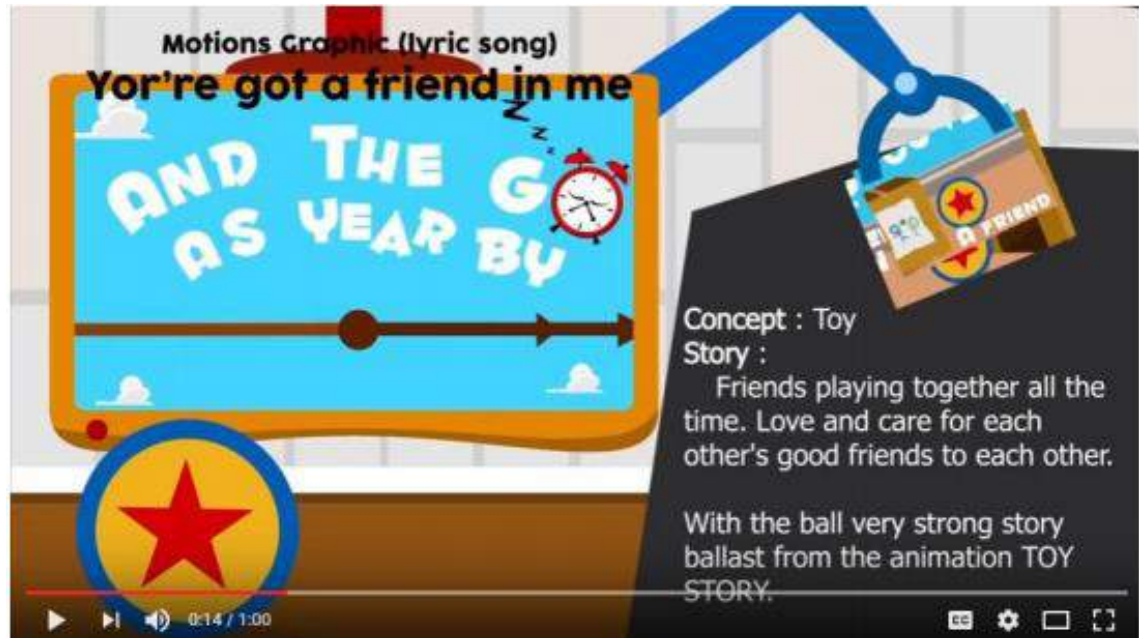 Motions Graphic (lyric song)
Yor're got a friend in me
z
z
z
AND THE GO
AS YEAR BY
A FRIEND
Concept : Toy
Story :
Friends playing together all the
time. Love and care for each
other's good friends to each other.
With the ball very strong story
ballast from the animation TOY
STORY.
0:14 / 1:00
CC